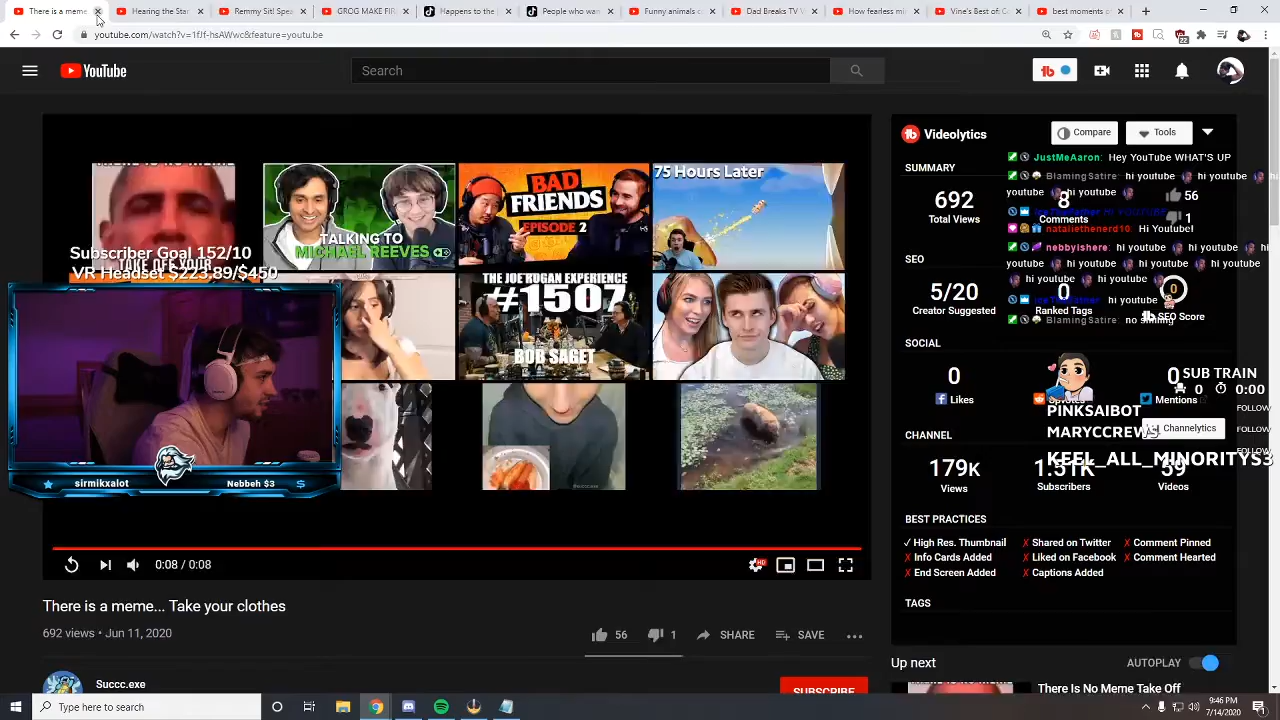 There is a meme
Hearing the Star
Remmy Sit! Spea
GROG MAKE FIR
Happens to the
People who wan
Funny animals c
Dad Breaks TV
How fearless mi
Vine's Best of: C
best moments o
youtube.com/watch?v=1fJf-hsAWwc&feature=youtu.be
22
YouTube
Search
75 Hours Later
TALKING TO
MICHAEL REEVES
BAD
FRIENDS
EPISODE 2
Subscriber Goal 152/10
VR Headset $223.89/$450
THE JOE ROGAN EXPERIENCE
#1507
BOB SAGET
sirmikxalot
Nebbeh $3
0:08 / 0:08
HD
There is a meme... Take your clothes
692 views • Jun 11, 2020
56
1
SHARE
SAVE
Succc.exe
SUBSCRIBE
Videolytics
Compare
Tools
SUMMARY
692
Total Views
8
Comments
56
1
JustMeAaron: Hey YouTube WHAT'S UP
BlamingSatire: hi youtube hi youtube hi
youtube hi youtube
nataliethenerd10: Hi Youtube!
nebbyishere: hi youtube hi youtube hi
youtube hi youtube hi youtube hi youtube
hi youtube hi youtube
hi youtube
BlamingSatire: no
SEO
5/20
Creator Suggested
0
Ranked Tags
0
SEO Score
SOCIAL
0
Likes
0
Mentions
SUB TRAIN
0
0:00
PINKSAIBOT
MARYCCREWS
KEEL_ALL_MINORITYS3
FOLLOW
FOLLOW
FOLLOW
CHANNEL
Channelytics
179K
Views
1.51K
Subscribers
59
Videos
BEST PRACTICES
✓ High Res. Thumbnail
✗ Shared on Twitter
✗ Comment Pinned
✗ Info Cards Added
✗ Liked on Facebook
✗ Comment Hearted
✗ End Screen Added
✗ Captions Added
TAGS
Up next
AUTOPLAY
There Is No Meme Take Off
Type here to search
9:46 PM
7/14/2020